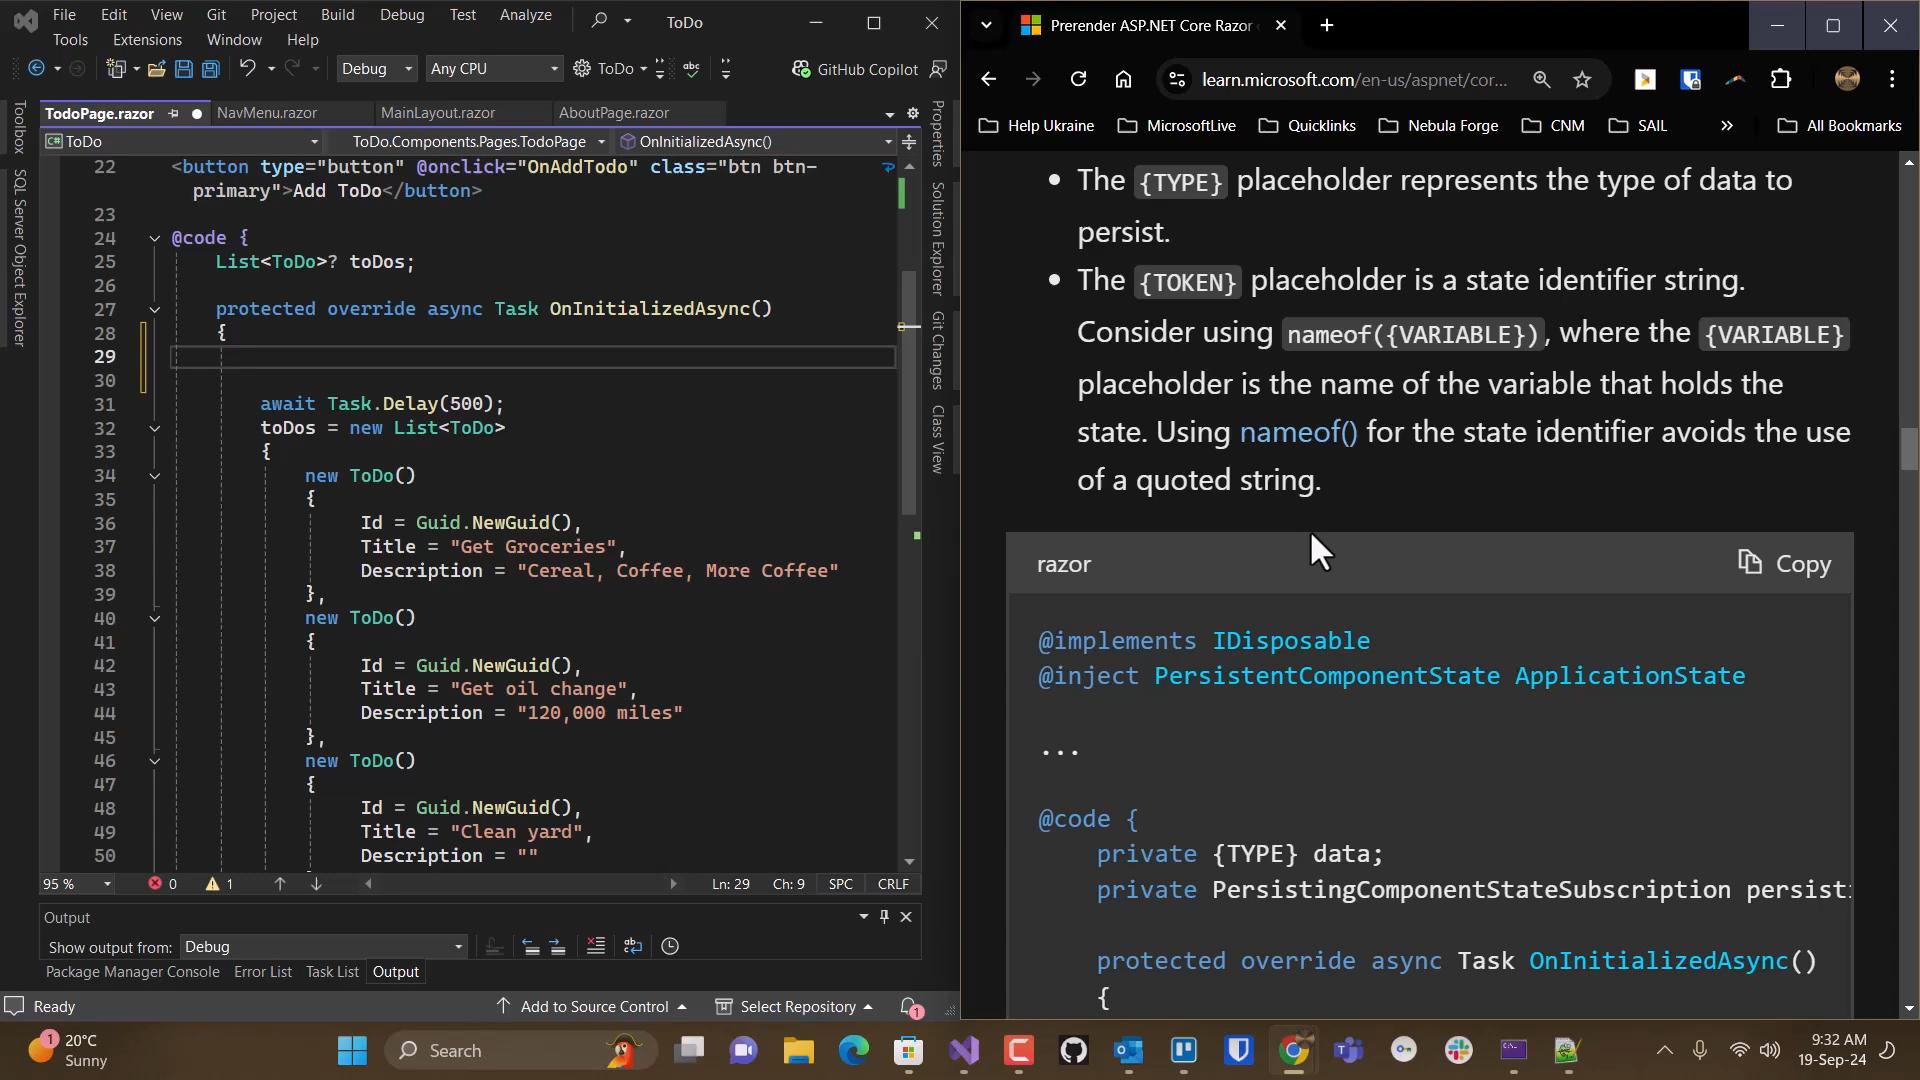 File Edit View Git Project Build Debug Test Analyze ToDo
Tools Extensions Window Help
Debug Any CPU ToDo GitHub Copilot
TodoPage.razor NavMenu.razor MainLayout.razor AboutPage.razor
ToDo ToDo.Components.Pages.TodoPage OnInitializedAsync()
Toolbox
SQL Server Object Explorer
22 <button type="button" @onclick="OnAddTodo" class="btn btn-
primary">Add ToDo</button>
23
24 @code {
25 List<ToDo>? toDos;
26
27 protected override async Task OnInitializedAsync()
28 {
29
30
31 await Task.Delay(500);
32 toDos = new List<ToDo>
33 {
34 new ToDo()
35 {
36 Id = Guid.NewGuid(),
37 Title = "Get Groceries",
38 Description = "Cereal, Coffee, More Coffee"
39 },
40 new ToDo()
41 {
42 Id = Guid.NewGuid(),
43 Title = "Get oil change",
44 Description = "120,000 miles"
45 },
46 new ToDo()
47 {
48 Id = Guid.NewGuid(),
49 Title = "Clean yard",
50 Description = ""
Properties
Solution Explorer
Git Changes
Class View
95 % 0 1 Ln: 29 Ch: 9 SPC CRLF
Output
Show output from: Debug
Package Manager Console Error List Task List Output
Ready Add to Source Control Select Repository 1
Prerender ASP.NET Core Razor
learn.microsoft.com/en-us/aspnet/cor...
Help Ukraine MicrosoftLive Quicklinks Nebula Forge CNM SAIL » All Bookmarks
• The {TYPE} placeholder represents the type of data to
persist.
• The {TOKEN} placeholder is a state identifier string.
Consider using nameof({VARIABLE}), where the {VARIABLE}
placeholder is the name of the variable that holds the
state. Using nameof() for the state identifier avoids the use
of a quoted string.
razor Copy
@implements IDisposable
@inject PersistentComponentState ApplicationState
...
@code {
private {TYPE} data;
private PersistingComponentStateSubscription persisti
protected override async Task OnInitializedAsync()
{
1 20°C
Sunny
Search
9:32 AM
19-Sep-24